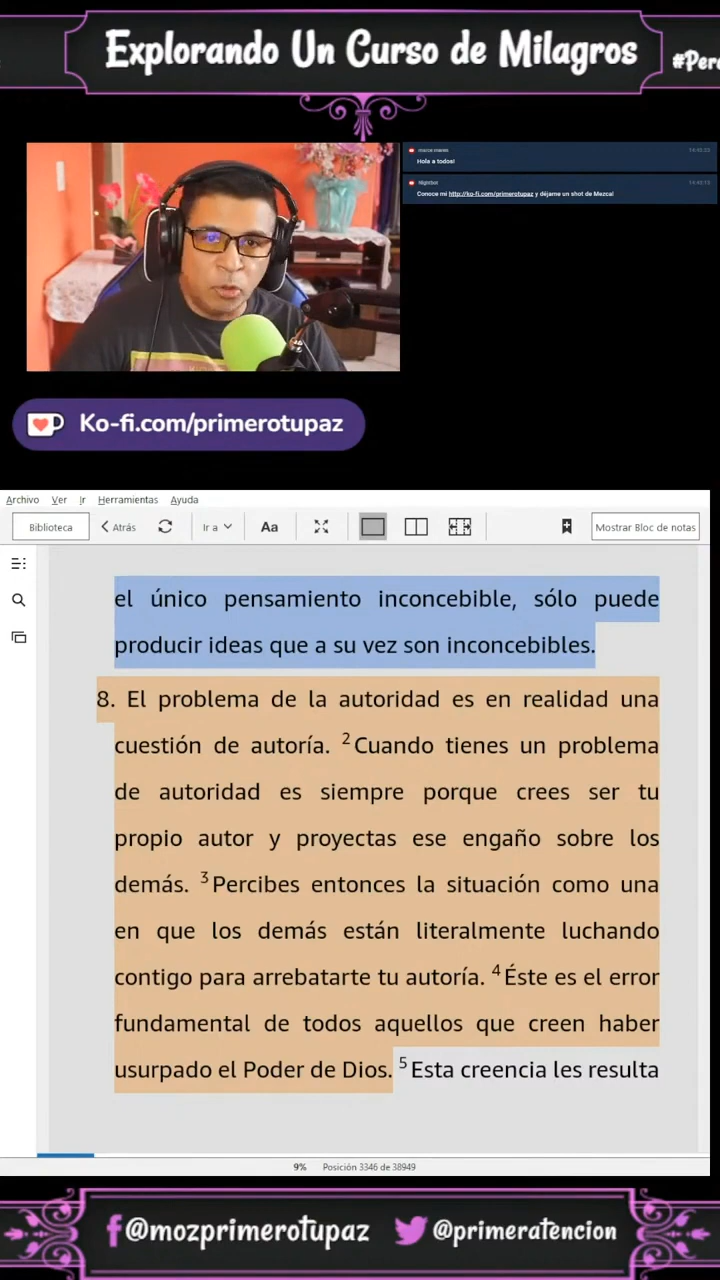 Explorando Un Curso de Milagros
Hola a todos!
Conoce mi http://ko-fi.com/primerotupaz y déjame un shot de Mezcal
Ko-fi.com/primerotupaz
Archivo Ver Ir Herramientas Ayuda
Biblioteca Atrás Ir a Aa Mostrar Bloc de notas
el único pensamiento inconcebible, sólo puede
producir ideas que a su vez son inconcebibles.
8. El problema de la autoridad es en realidad una
cuestión de autoría. 2 Cuando tienes un problema
de autoridad es siempre porque crees ser tu
propio autor y proyectas ese engaño sobre los
demás. 3 Percibes entonces la situación como una
en que los demás están literalmente luchando
contigo para arrebatarte tu autoría. 4 Éste es el error
fundamental de todos aquellos que creen haber
usurpado el Poder de Dios. 5 Esta creencia les resulta
9% Posición 3346 de 38949
@mozprimerotupaz @primeratencion